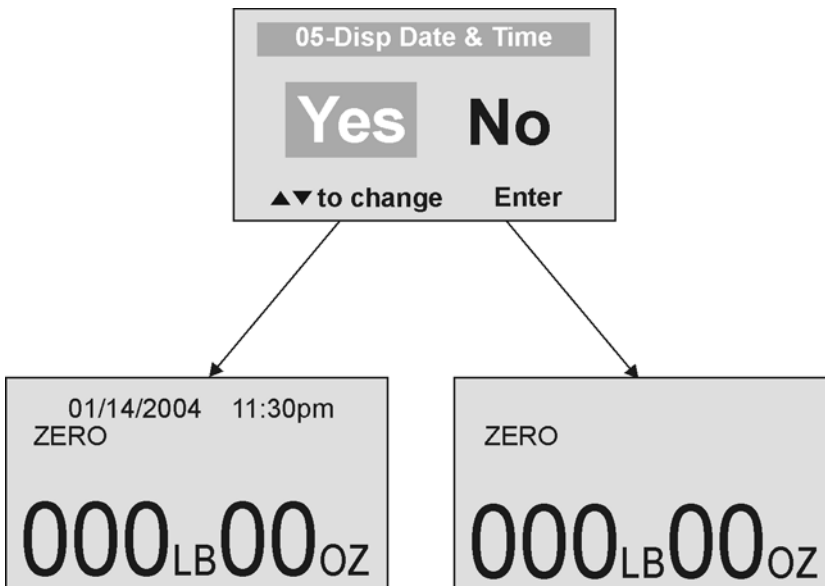 05-Disp Date & Time
Yes No
▲▼ to change Enter
01/14/2004 11:30pm
ZERO
000LB00OZ
ZERO
000LB00OZ